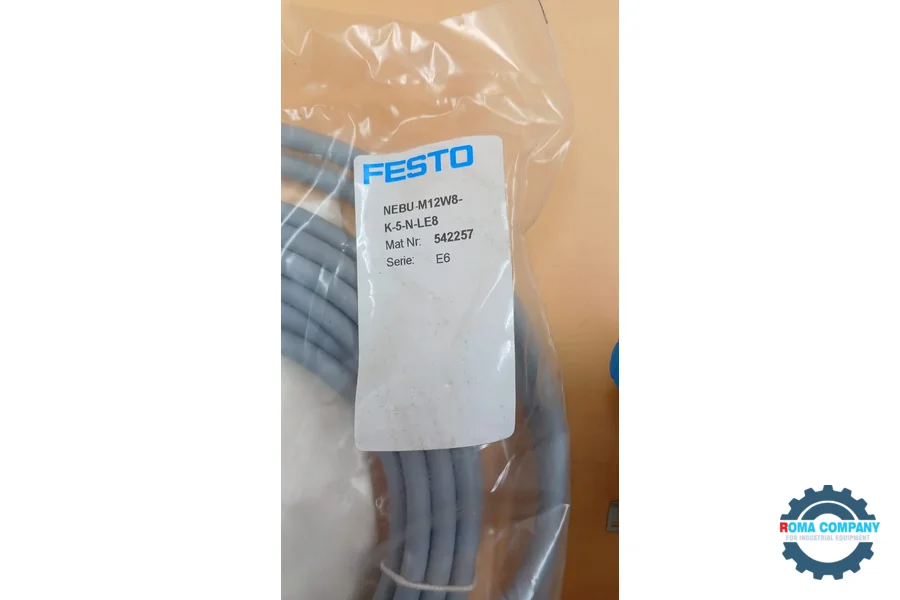 FESTO
NEBU-M12W8-
K-5-N-LE8
Mat Nr: 542257
Serie: E6
ROMA COMPANY
FOR INDUSTRIAL EQUIPMENT